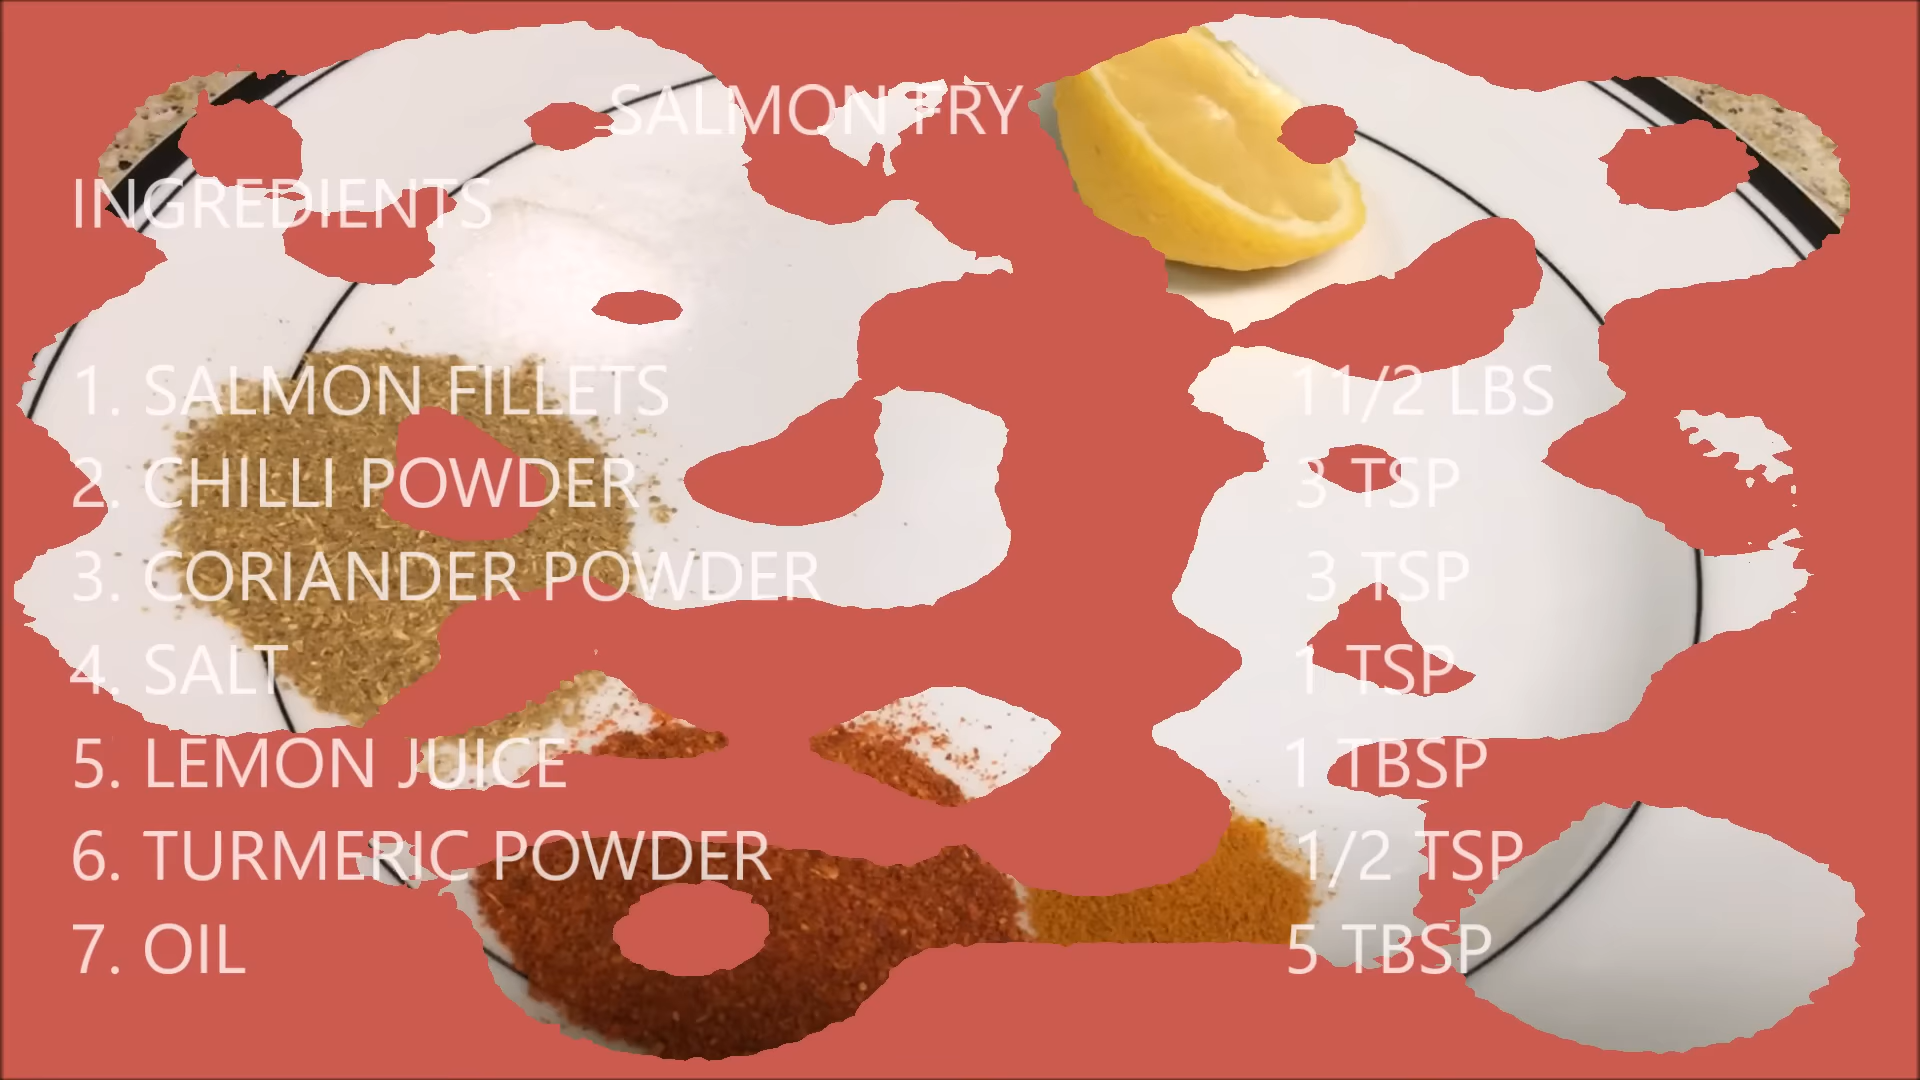 SALMON FRY
INGREDIENTS
1. SALMON FILLETS 11/2 LBS
2. CHILLI POWDER 3 TSP
3. CORIANDER POWDER 3 TSP
4. SALT 1 TSP
5. LEMON JUICE 1 TBSP
6. TURMERIC POWDER 1/2 TSP
7. OIL 5 TBSP